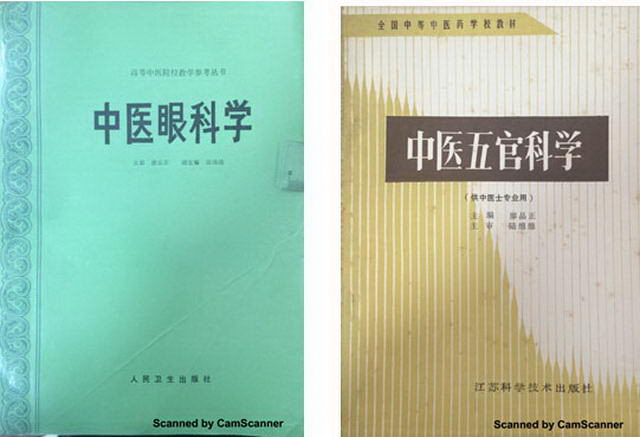 高等中医院校教学参考丛书
中医眼科学
人民卫生出版社
Scanned by CamScanner
全国中等中医药学校教材
中医五官科学
(供中医士专业用)
主编 廖品正
主审 陆绵绵
江苏科学技术出版社
Scanned by CamScanner